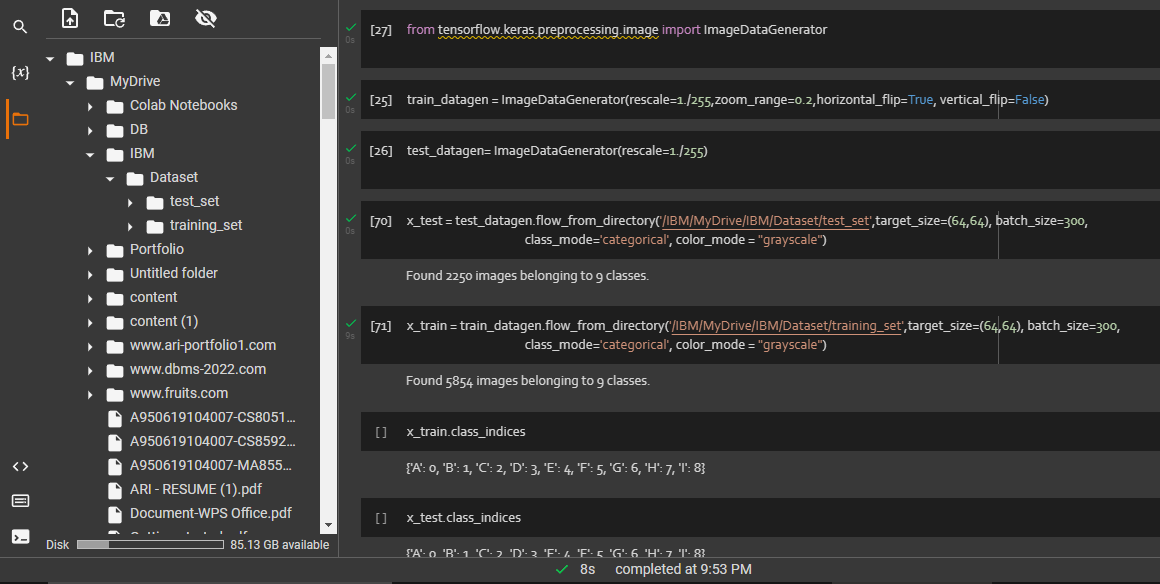 {x}
IBM
MyDrive
Colab Notebooks
DB
IBM
Dataset
test_set
training_set
Portfolio
Untitled folder
content
content (1)
www.ari-portfolio1.com
www.dbms-2022.com
www.fruits.com
A950619104007-CS8051...
A950619104007-CS8592...
A950619104007-MA855...
ARI - RESUME (1).pdf
Document-WPS Office.pdf
Disk 85.13 GB available
[27] from tensorflow.keras.preprocessing.image import ImageDataGenerator
0s
[25] train_datagen = ImageDataGenerator(rescale=1./255,zoom_range=0.2,horizontal_flip=True, vertical_flip=False)
0s
[26] test_datagen= ImageDataGenerator(rescale=1./255)
0s
[70] x_test = test_datagen.flow_from_directory('/IBM/MyDrive/IBM/Dataset/test_set',target_size=(64,64), batch_size=300,
0s
class_mode='categorical', color_mode = "grayscale")
Found 2250 images belonging to 9 classes.
[71] x_train = train_datagen.flow_from_directory('/IBM/MyDrive/IBM/Dataset/training_set',target_size=(64,64), batch_size=300,
9s
class_mode='categorical', color_mode = "grayscale")
Found 5854 images belonging to 9 classes.
[ ] x_train.class_indices
{'A': 0, 'B': 1, 'C': 2, 'D': 3, 'E': 4, 'F': 5, 'G': 6, 'H': 7, 'I': 8}
[ ] x_test.class_indices
{'A': 0, 'B': 1, 'C': 2, 'D': 3, 'E': 4, 'F': 5, 'G': 6, 'H': 7, 'I': 8}
8s completed at 9:53 PM